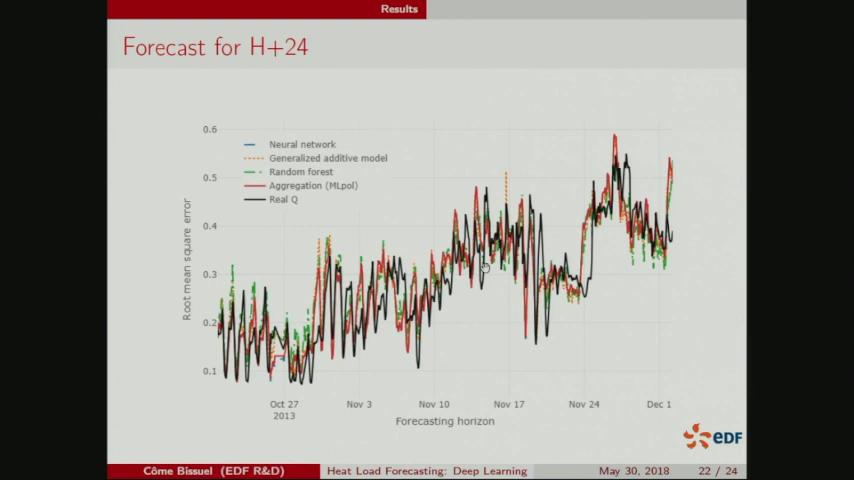 Results
Forecast for H+24
0.6
0.5
0.4
0.3
0.2
0.1
Root mean square error
Neural network
Generalized additive model
Random forest
Aggregation (MLpol)
Real Q
Oct 27
2013
Nov 3
Nov 10
Nov 17
Nov 24
Dec 1
Forecasting horizon
eDF
Côme Bissuel (EDF R&D)
Heat Load Forecasting: Deep Learning
May 30, 2018
22 / 24